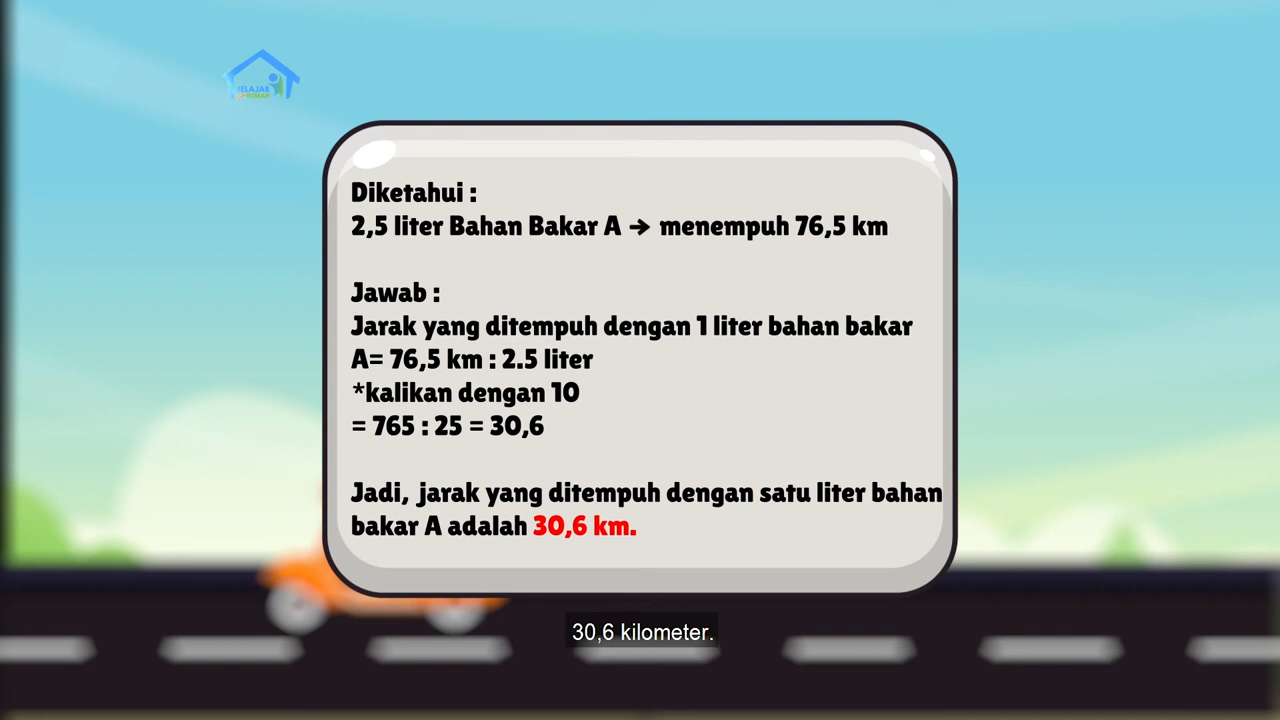 BELAJAR
RUMAH
Diketahui :
2,5 liter Bahan Bakar A → menempuh 76,5 km
Jawab :
Jarak yang ditempuh dengan 1 liter bahan bakar
A= 76,5 km : 2.5 liter
*kalikan dengan 10
= 765 : 25 = 30,6
Jadi, jarak yang ditempuh dengan satu liter bahan
bakar A adalah 30,6 km.
30,6 kilometer.